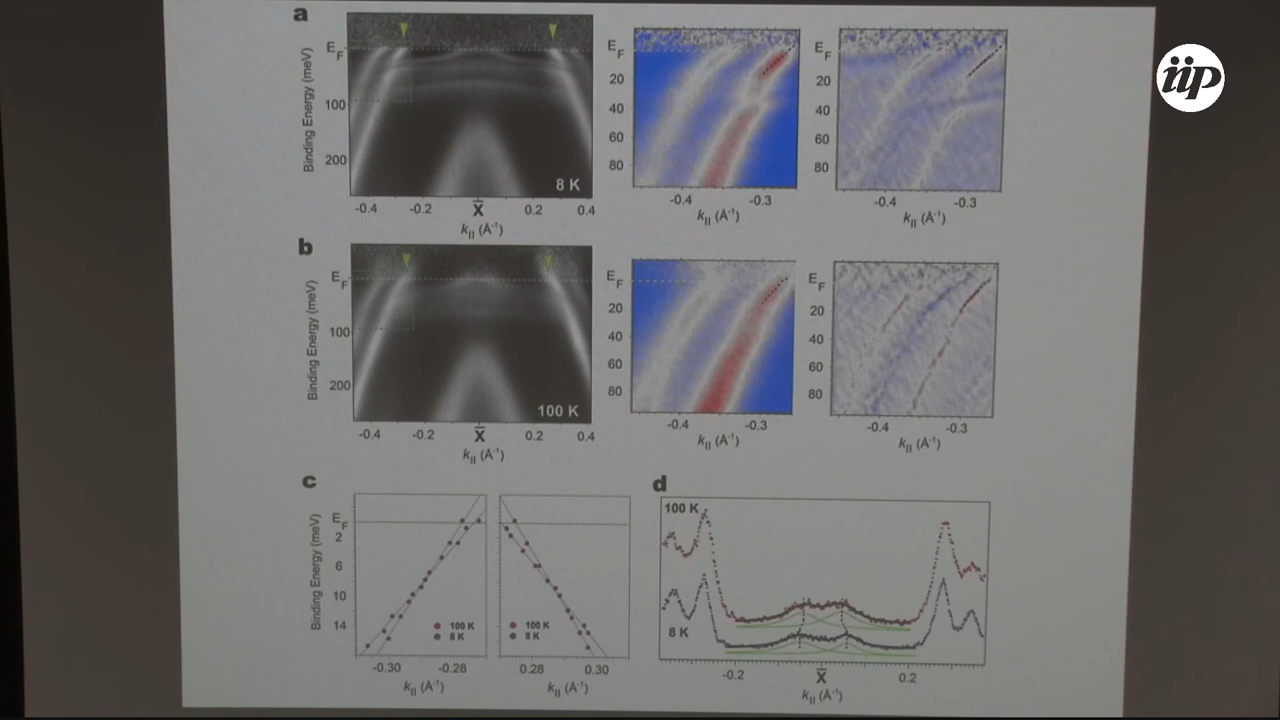 a
iip
E_F
Binding Energy (meV)
100
200
8 K
-0.4 -0.2 X̄ 0.2 0.4
k_|| (Å⁻¹)
E_F
20
40
60
80
-0.4 -0.3
k_|| (Å⁻¹)
E_F
20
40
60
80
-0.4 -0.3
k_|| (Å⁻¹)
b
E_F
Binding Energy (meV)
100
200
100 K
-0.4 -0.2 X̄ 0.2 0.4
k_|| (Å⁻¹)
E_F
20
40
60
80
-0.4 -0.3
k_|| (Å⁻¹)
E_F
20
40
60
80
-0.4 -0.3
k_|| (Å⁻¹)
c
E_F
Binding Energy (meV)
2
6
10
14
100 K
8 K
-0.30 -0.28
k_|| (Å⁻¹)
100 K
8 K
0.28 0.30
k_|| (Å⁻¹)
d
100 K
8 K
-0.2 X̄ 0.2
k_|| (Å⁻¹)